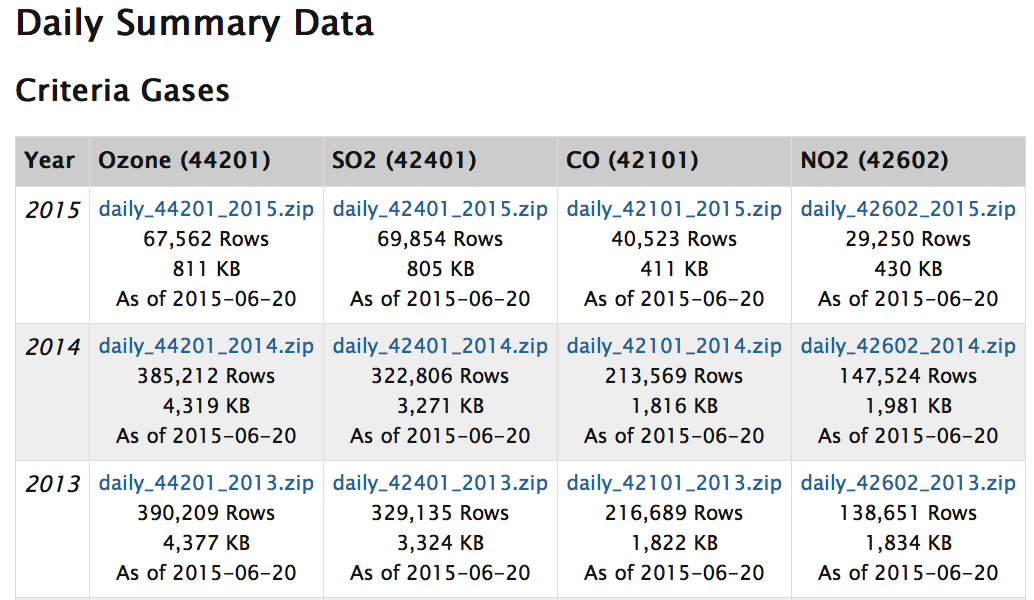 Daily Summary Data
Criteria Gases
Year Ozone (44201) SO2 (42401) CO (42101) NO2 (42602)
2015 daily_44201_2015.zip daily_42401_2015.zip daily_42101_2015.zip daily_42602_2015.zip
67,562 Rows 69,854 Rows 40,523 Rows 29,250 Rows
811 KB 805 KB 411 KB 430 KB
As of 2015-06-20 As of 2015-06-20 As of 2015-06-20 As of 2015-06-20
2014 daily_44201_2014.zip daily_42401_2014.zip daily_42101_2014.zip daily_42602_2014.zip
385,212 Rows 322,806 Rows 213,569 Rows 147,524 Rows
4,319 KB 3,271 KB 1,816 KB 1,981 KB
As of 2015-06-20 As of 2015-06-20 As of 2015-06-20 As of 2015-06-20
2013 daily_44201_2013.zip daily_42401_2013.zip daily_42101_2013.zip daily_42602_2013.zip
390,209 Rows 329,135 Rows 216,689 Rows 138,651 Rows
4,377 KB 3,324 KB 1,822 KB 1,834 KB
As of 2015-06-20 As of 2015-06-20 As of 2015-06-20 As of 2015-06-20